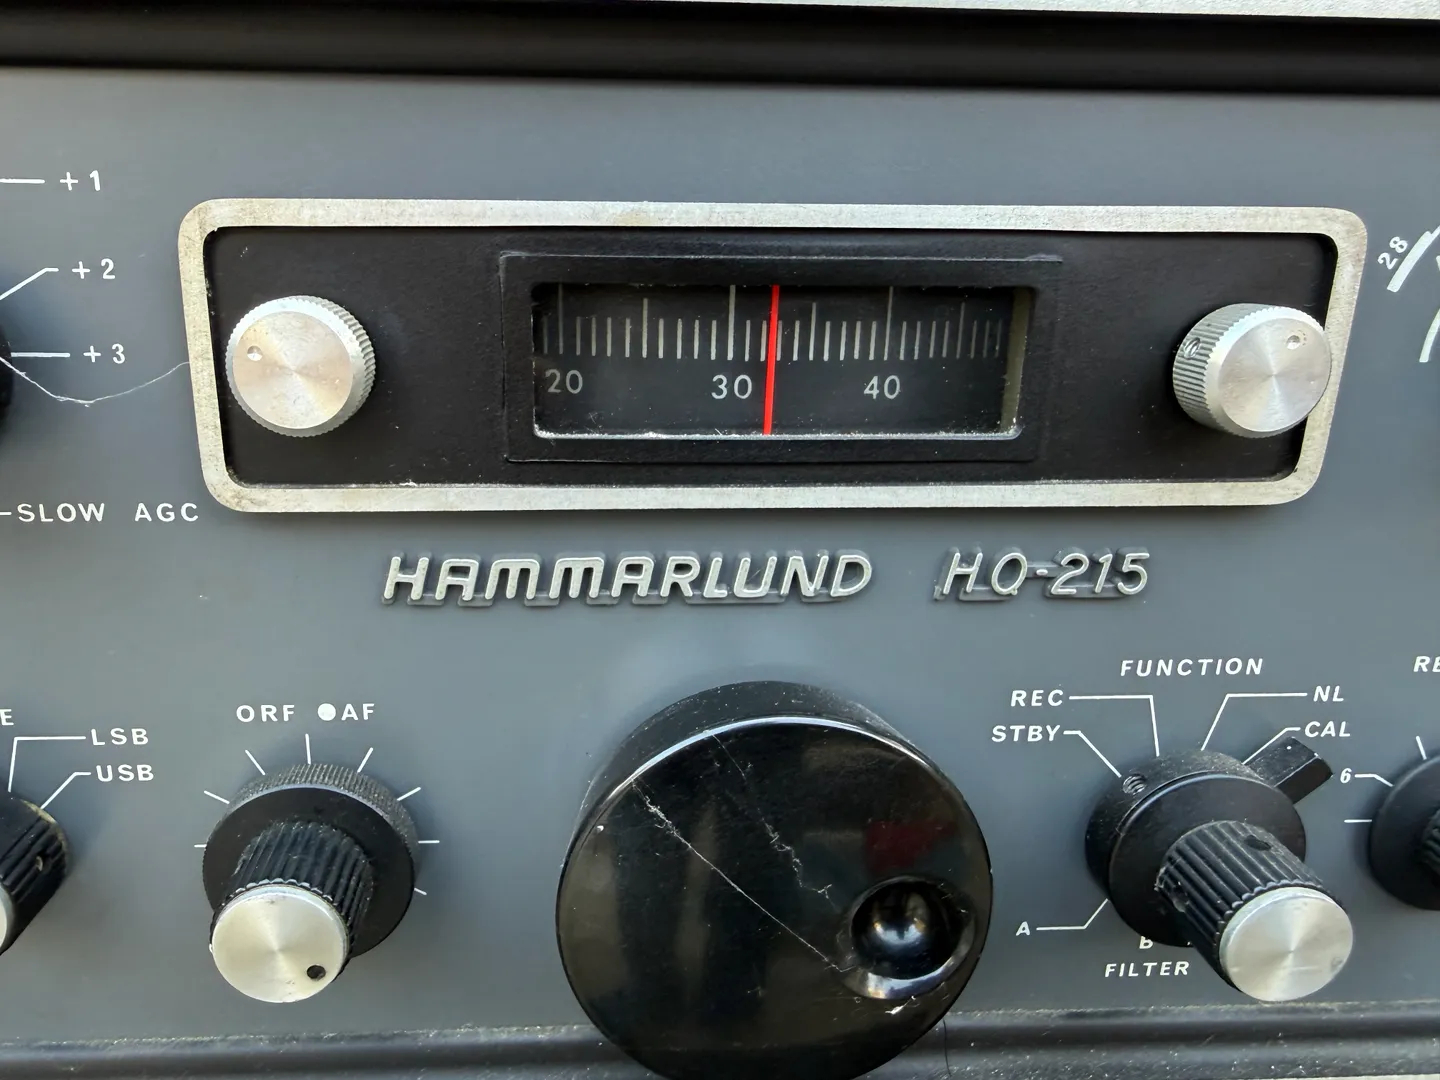 +1
+2
+3
28
20 30 40
SLOW AGC
HAMMARLUND HQ-215
FUNCTION
REC NL
STBY CAL
ORF AF
LSB
USB
6
A
B
FILTER